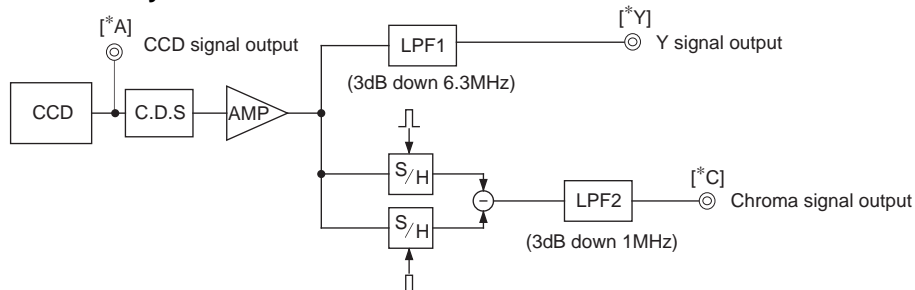 [*A]
CCD signal output
[*Y]
Y signal output
LPF1
(3dB down 6.3MHz)
CCD
C.D.S
AMP
S/H
S/H
−
LPF2
(3dB down 1MHz)
[*C]
Chroma signal output